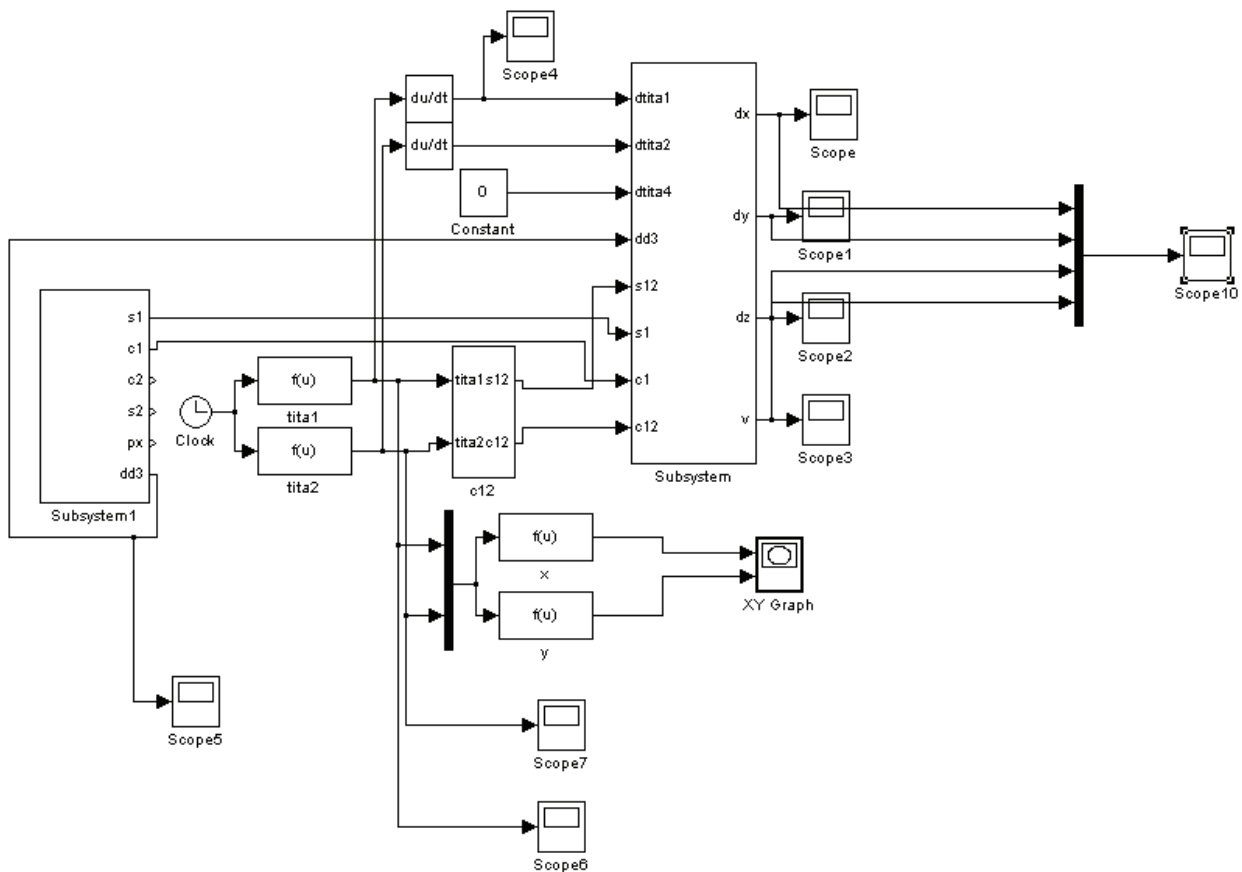 Scope4
du/dt
dtita1
dx
Scope
du/dt
dtita2
0
dtita4
Constant
dy
Scope1
dd3
s12
Scope10
s1
s1
dz
Scope2
c1
f(u)
tita1
tita1 s12
c1
c2
s2
Clock
px
f(u)
tita2
tita2 c12
c12
c12
v
Scope3
dd3
Subsystem1
Subsystem
f(u)
x
f(u)
y
XY Graph
Scope5
Scope7
Scope6